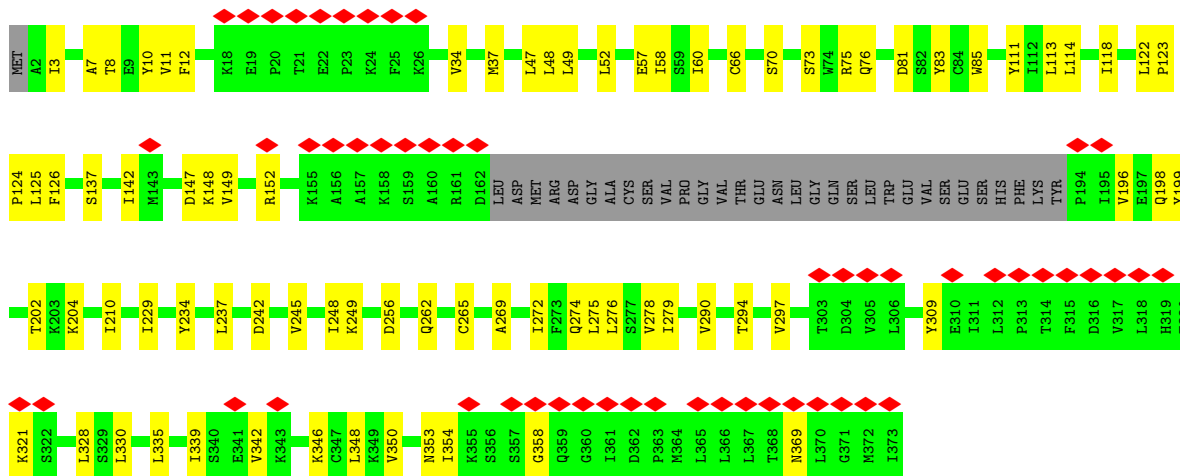 MET A2 I3 A7 T8 E9 Y10 V11 F12 K18 E19 P20 T21 E22 P23 K24 F25 K26 V34 M37 L47 L48 L49 L52 E57 I58 S59 I60 C66 S70 S73 W74 R75 Q76 D81 S82 Y83 C84 W85 Y111 I112 L113 L114 I118 L122 P123
P124 L125 F126 S137 I142 M143 D147 K148 V149 R152 K155 A156 A157 K158 S159 A160 R161 D162 LEU ASP MET ARG ASP GLY ALA CYS SER VAL PRO GLY VAL THR GLU ASN LEU GLY GLN SER LEU TRP GLU VAL SER GLU SER HIS PHE LYS TYR P194 I195 V196 E197 Q198 Y199
T202 K203 K204 I210 I229 Y234 L237 D242 V245 I248 K249 D256 Q262 C265 A269 I272 F273 Q274 L275 L276 S277 V278 I279 V290 T294 V297 T303 D304 V305 L306 Y309 E310 I311 L312 P313 T314 F315 D316 V317 L318 H319
K321 S322 L328 S329 L330 L335 I339 S340 E341 V342 K343 K346 C347 L348 K349 V350 N353 I354 K355 S356 S357 G358 Q359 G360 I361 D362 P363 M364 L365 L366 L367 T368 N369 L370 G371 M372 I373